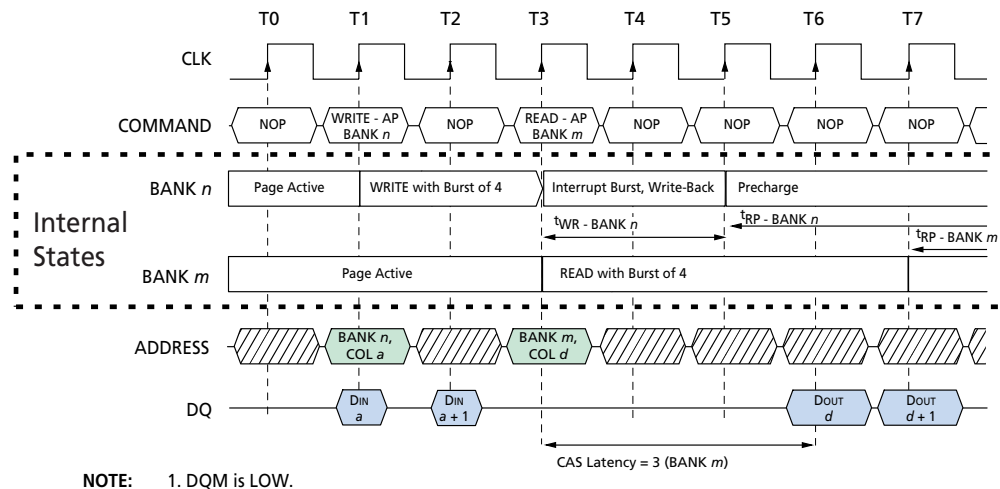 T0 T1 T2 T3 T4 T5 T6 T7
CLK
COMMAND NOP WRITE - AP BANK n NOP READ - AP BANK m NOP NOP NOP NOP
BANK n Page Active WRITE with Burst of 4 Interrupt Burst, Write-Back Precharge
Internal States
tWR - BANK n tRP - BANK n
tRP - BANK m
BANK m Page Active READ with Burst of 4
ADDRESS BANK n, COL a BANK m, COL d
DQ DIN a DIN a + 1 DOUT d DOUT d + 1
CAS Latency = 3 (BANK m)
NOTE: 1. DQM is LOW.